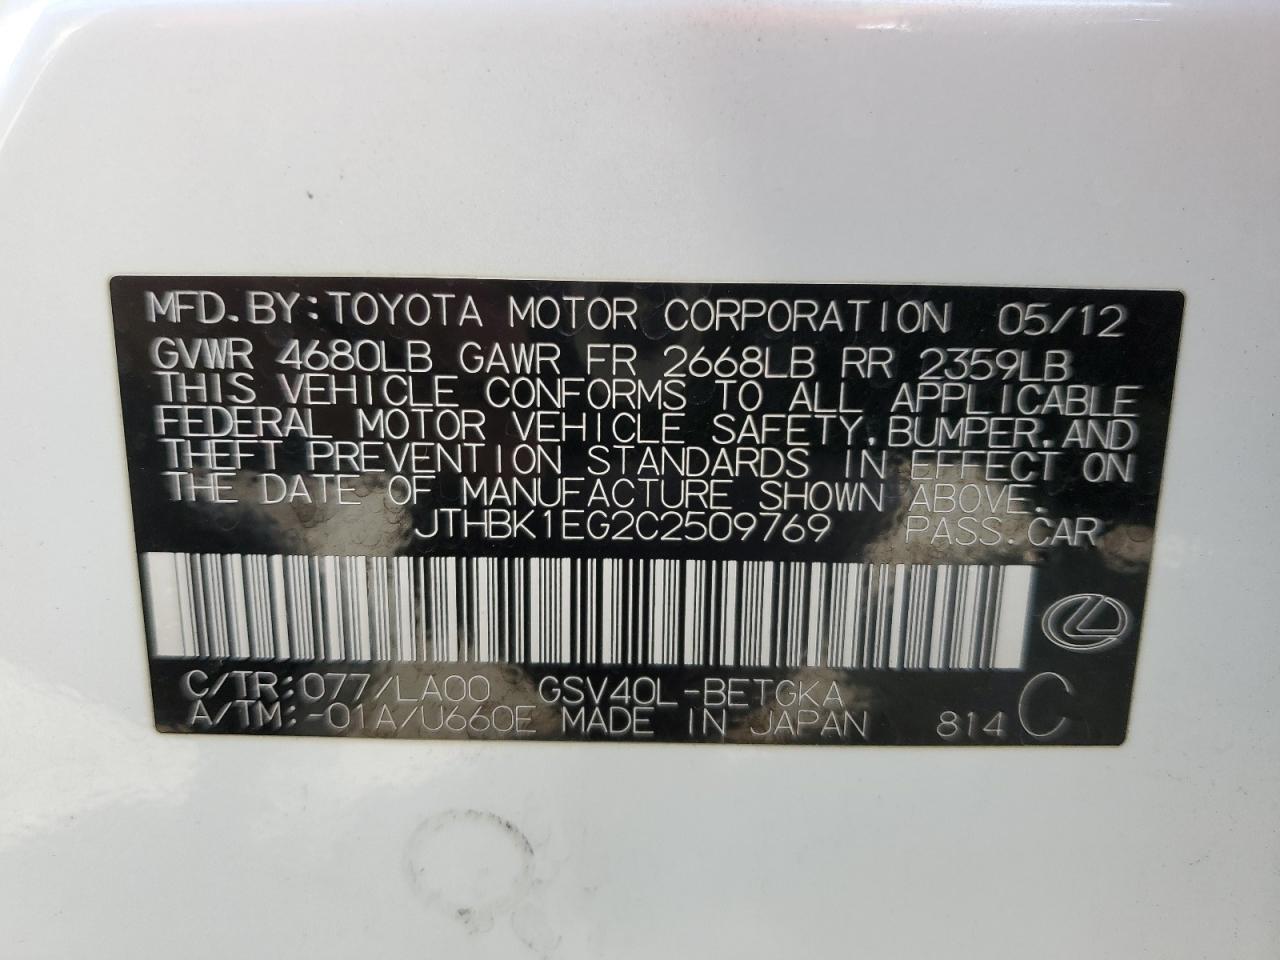 MFD.BY:TOYOTA MOTOR CORPORATION 05/12
GVWR 4680LB GAWR FR 2668LB RR 2359LB
THIS VEHICLE CONFORMS TO ALL APPLICABLE
FEDERAL MOTOR VEHICLE SAFETY,BUMPER,AND
THEFT PREVENTION STANDARDS IN EFFECT ON
THE DATE OF MANUFACTURE SHOWN ABOVE.
JTHBK1EG2C2509769 PASS.CAR
C/TR:077/LA00 GSV40L-BETGKA
A/TM:-01A/U660E MADE IN JAPAN 814 C